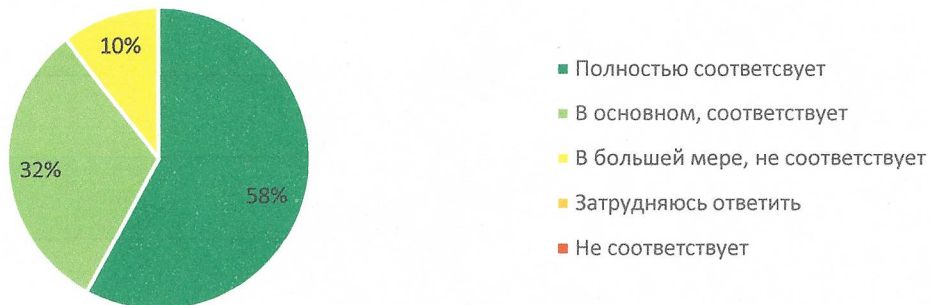 10%
32%
58%
Полностью соответсвует
В основном, соответствует
В большей мере, не соответствует
Затрудняюсь ответить
Не соответствует